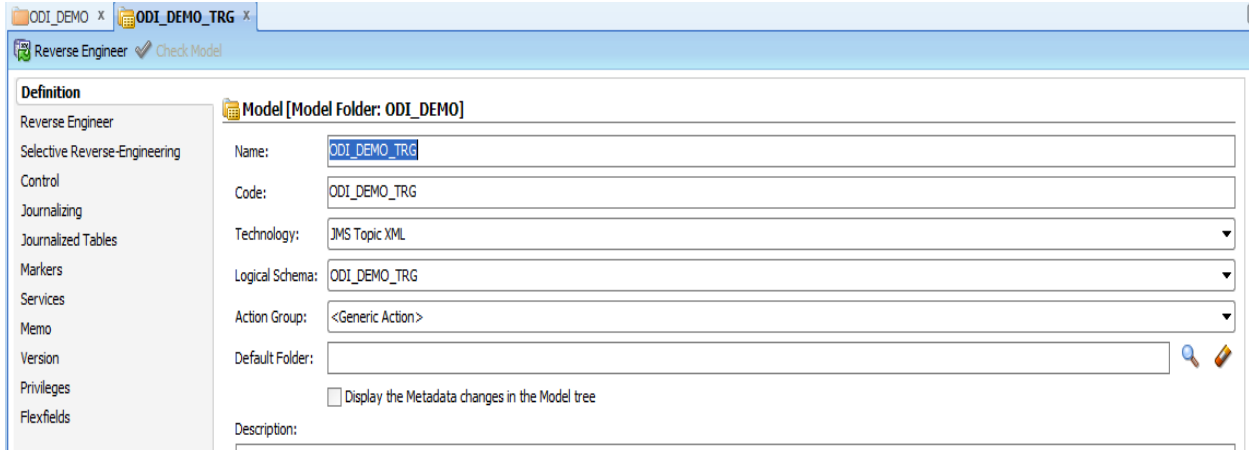 ODI_DEMO x ODI_DEMO_TRG x
Reverse Engineer Check Model
Definition
Reverse Engineer
Selective Reverse-Engineering
Control
Journalizing
Journalized Tables
Markers
Services
Memo
Version
Privileges
Flexfields
Model [Model Folder: ODI_DEMO]
Name: ODI_DEMO_TRG
Code: ODI_DEMO_TRG
Technology: JMS Topic XML
Logical Schema: ODI_DEMO_TRG
Action Group: <Generic Action>
Default Folder:
Display the Metadata changes in the Model tree
Description: